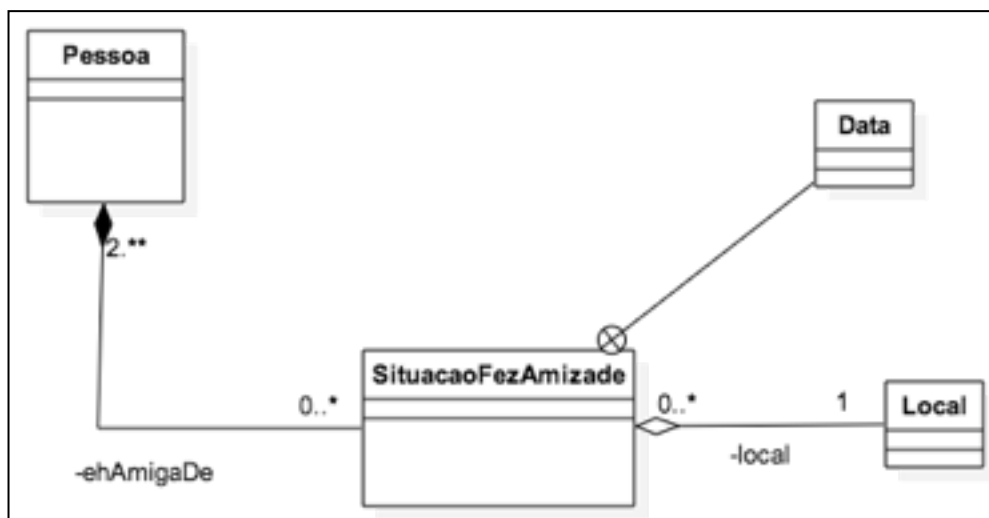 Pessoa
Data
2.**
SituacaoFezAmizade
0..*
0..*
1
Local
-ehAmigaDe
-local